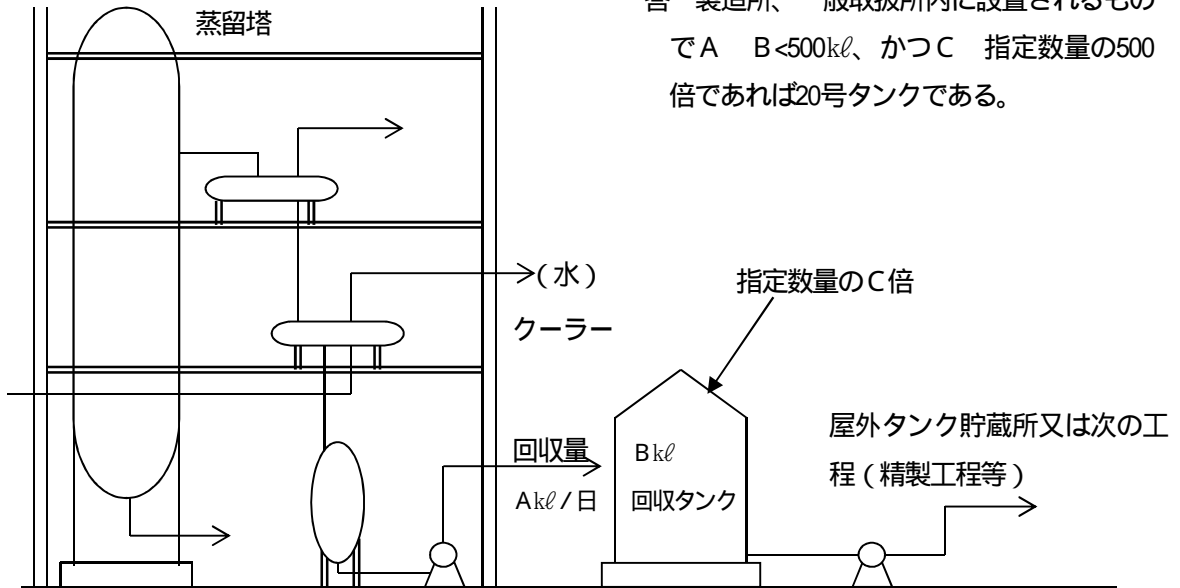 蒸留塔
製造所、
般取扱所内に設置されるもの
でA B<500kℓ、かつC 指定数量の500
倍であれば20号タンクである。
(水)
クーラー
指定数量のC倍
回収量
Akℓ/日
Bkℓ
回収タンク
屋外タンク貯蔵所又は次の工
程(精製工程等)